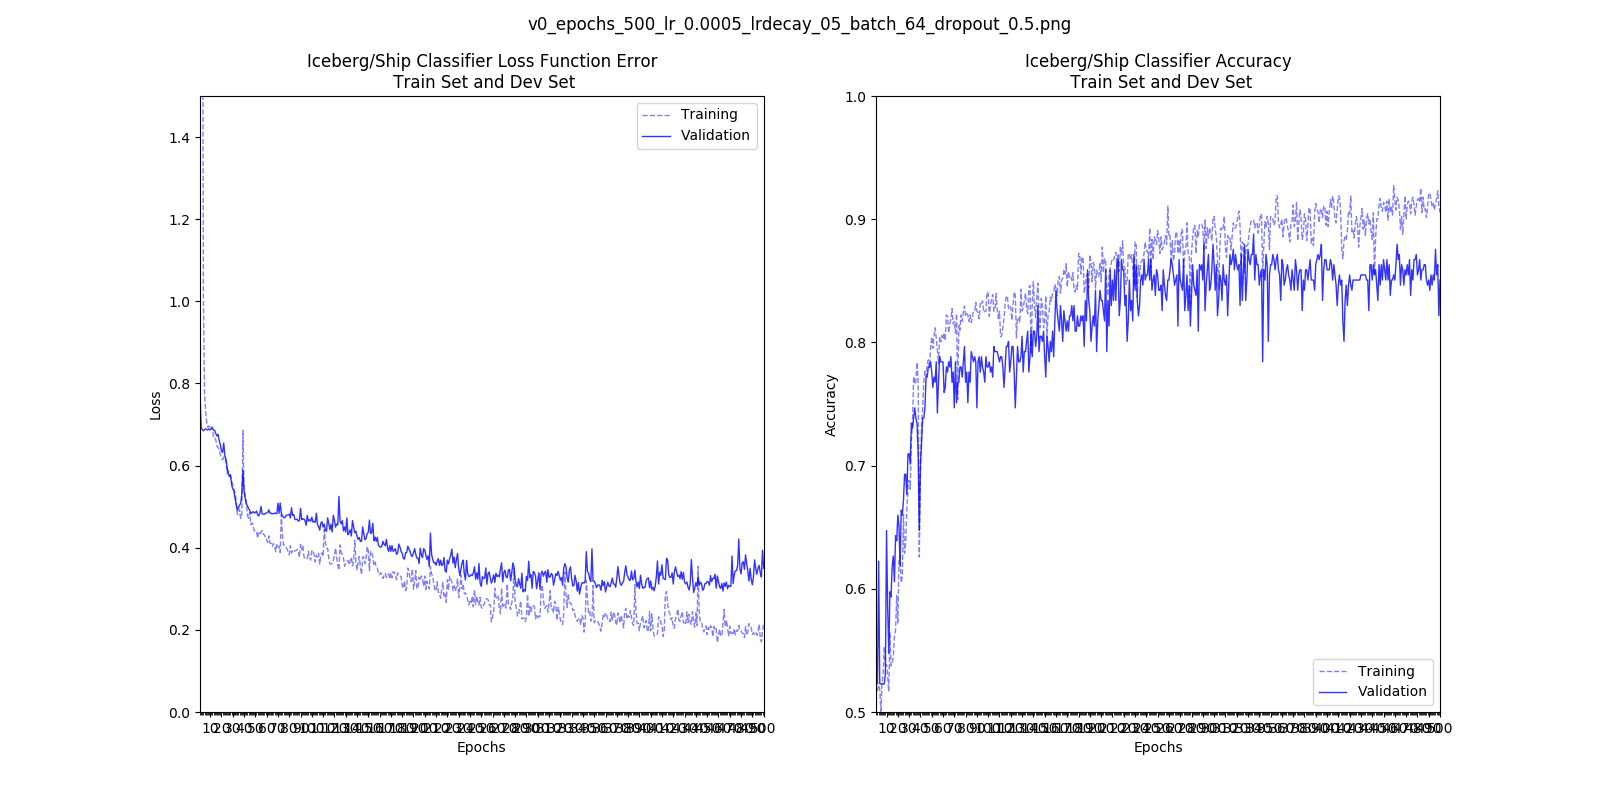 v0_epochs_500_lr_0.0005_lrdecay_05_batch_64_dropout_0.5.png
Iceberg/Ship Classifier Loss Function Error
Train Set and Dev Set
Training
Validation
1.4
1.2
1.0
0.8
0.6
0.4
0.2
0.0
Loss
Epochs
Iceberg/Ship Classifier Accuracy
Train Set and Dev Set
1.0
0.9
0.8
0.7
0.6
0.5
Accuracy
Training
Validation
Epochs